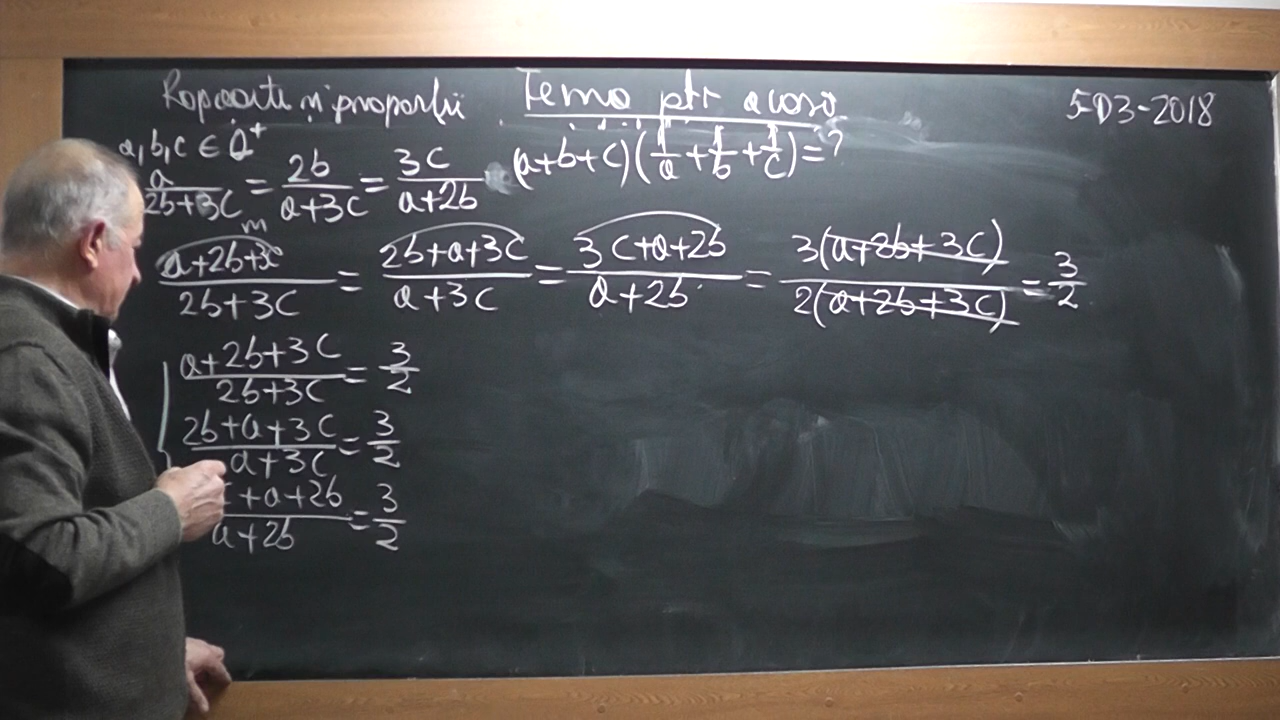 Rapoarte și proporții Temă ptr acasă 5-03-2018
a, b, c ∈ Q⁺
a/(2b+3c) = 2b/(a+3c) = 3c/(a+2b) (a+b+c)(1/a+1/b+1/c)=?
m
(a+2b+3c)/(2b+3c) = (2b+a+3c)/(a+3c) = (3c+a+2b)/(a+2b) = 3(a+2b+3c)/2(a+2b+3c) = 3/2
(a+2b+3c)/(2b+3c) = 3/2
(2b+a+3c)/(a+3c) = 3/2
c+a+2b/(a+2b) = 3/2